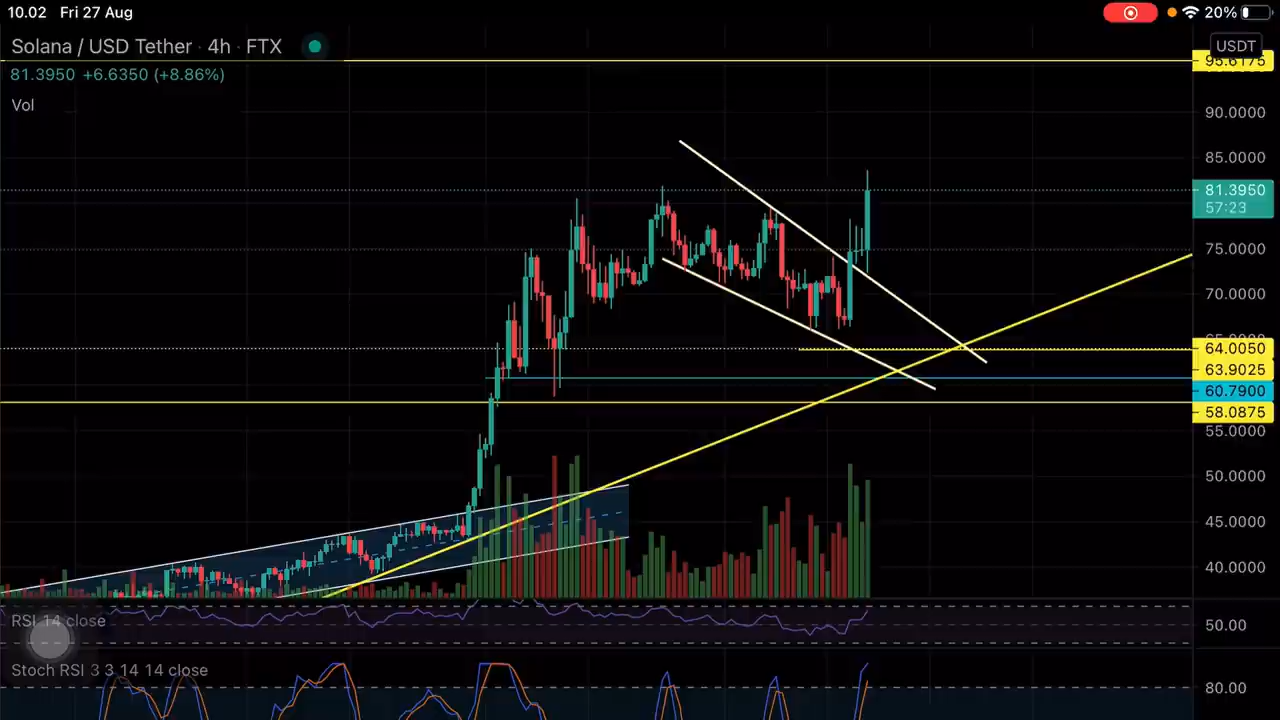 10.02 Fri 27 Aug
20%
Solana / USD Tether · 4h · FTX
USDT
81.3950 +6.6350 (+8.86%)
95.6175
Vol
90.0000
85.0000
81.3950
57:23
75.0000
70.0000
64.0050
63.9025
60.7900
58.0875
55.0000
50.0000
45.0000
40.0000
RSI 14 close
50.00
Stoch RSI 3 3 14 14 close
80.00